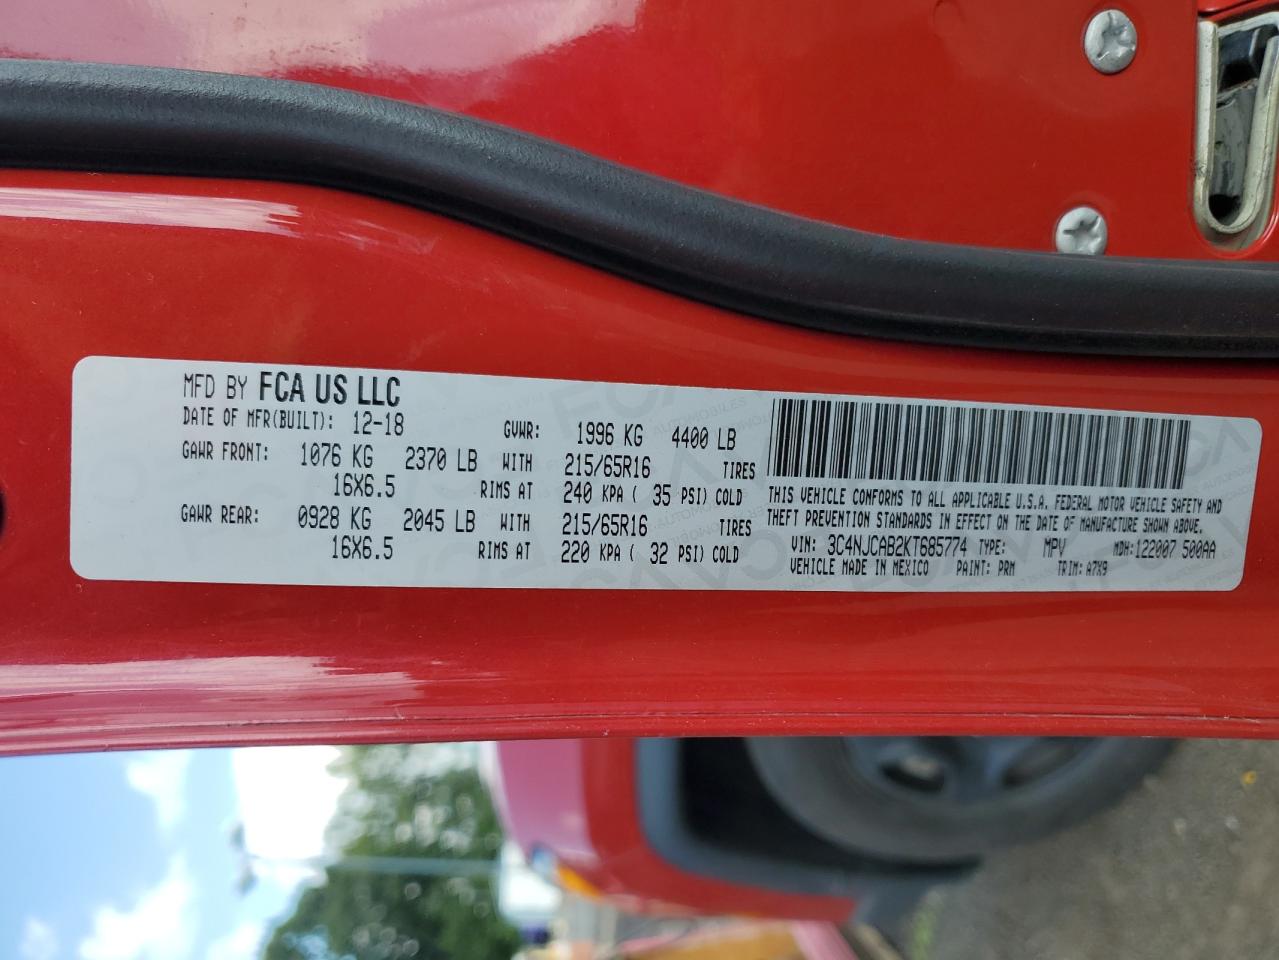 MFD BY FCA US LLC
DATE OF MFR(BUILT): 12-18 GVWR: 1996 KG 4400 LB
GAWR FRONT: 1076 KG 2370 LB WITH 215/65R16 TIRES
16X6.5 RIMS AT 240 KPA ( 35 PSI) COLD
GAWR REAR: 0928 KG 2045 LB WITH 215/65R16 TIRES
16X6.5 RIMS AT 220 KPA ( 32 PSI) COLD
THIS VEHICLE CONFORMS TO ALL APPLICABLE U.S.A. FEDERAL MOTOR VEHICLE SAFETY AND
THEFT PREVENTION STANDARDS IN EFFECT ON THE DATE OF MANUFACTURE SHOWN ABOVE.
VIN: 3C4NJCAB2KT685774 TYPE: MPV MDH:122007 500AA
VEHICLE MADE IN MEXICO PAINT: PRM TRIM: A7X9